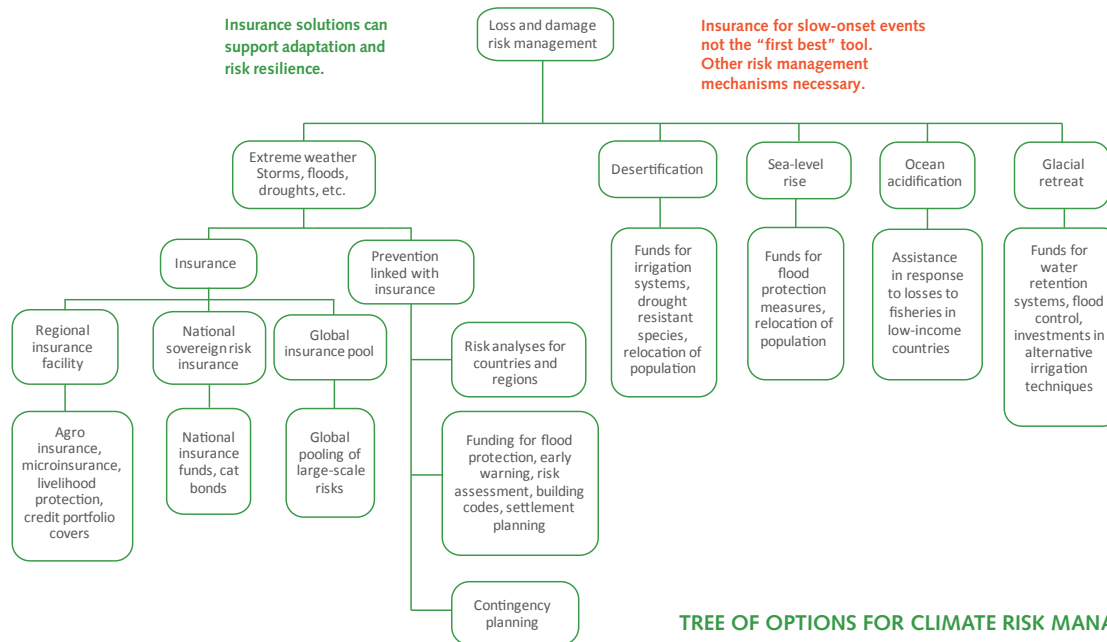 Insurance solutions can
support adaptation and
risk resilience.
Loss and damage
risk management
Insurance for slow-onset events
not the “first best” tool.
Other risk management
mechanisms necessary.
Extreme weather
Storms, floods,
droughts, etc.
Desertification
Sea-level
rise
Ocean
acidification
Glacial
retreat
Insurance
Prevention
linked with
insurance
Funds for
irrigation
systems,
drought
resistant
species,
relocation of
population
Funds for
flood
protection
measures,
relocation of
population
Assistance
in response
to losses to
fisheries in
low-income
countries
Funds for
water
retention
systems, flood
control,
investments in
alternative
irrigation
techniques
Regional
insurance
facility
National
sovereign risk
insurance
Global
insurance pool
Risk analyses for
countries and
regions
Agro
insurance,
microinsurance,
livelihood
protection,
credit portfolio
covers
National
insurance
funds, cat
bonds
Global
pooling of
large-scale
risks
Funding for flood
protection, early
warning, risk
assessment, building
codes, settlement
planning
Contingency
planning
TREE OF OPTIONS FOR CLIMATE RISK MANA